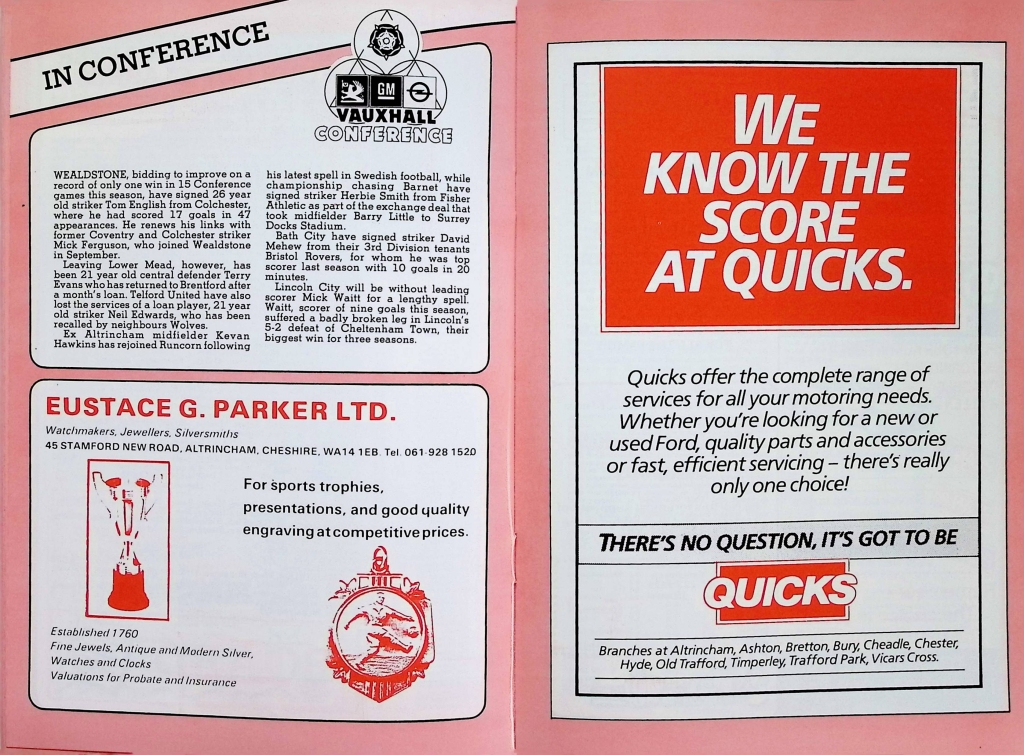 IN CONFERENCE
GM
VAUXHALL
CONFERENCE
WEALDSTONE, bidding to improve on a
record of only one win in 15 Conference
games this season, have signed 26 year
old striker Tom English from Colchester,
where he had scored 17 goals in 47
appearances. He renews his links with
former Coventry and Colchester striker
Mick Ferguson, who joined Wealdstone
in September.
Leaving Lower Mead, however, has
been 21 year old central defender Terry
Evans who has returned to Brentford after
a month's loan. Telford United have also
lost the services of a loan player, 21 year
old striker Neil Edwards, who has been
recalled by neighbours Wolves.
Ex Altrincham midfielder Kevan
Hawkins has rejoined Runcorn following
his latest spell in Swedish football, while
championship chasing Barnet have
signed striker Herbie Smith from Fisher
Athletic as part of the exchange deal that
took midfielder Barry Little to Surrey
Docks Stadium.
Bath City have signed striker David
Mehew from their 3rd Division tenants
Bristol Rovers, for whom he was top
scorer last season with 10 goals in 20
minutes.
Lincoln City will be without leading
scorer Mick Waitt for a lengthy spell.
Waitt, scorer of nine goals this season,
suffered a badly broken leg in Lincoln's
5-2 defeat of Cheltenham Town, their
biggest win for three seasons.
EUSTACE G. PARKER LTD.
Watchmakers, Jewellers, Silversmiths
45 STAMFORD NEW ROAD, ALTRINCHAM, CHESHIRE, WA14 1EB. Tel. 061-928 1520
For sports trophies,
presentations, and good quality
engraving at competitive prices.
Established 1760
Fine Jewels, Antique and Modern Silver,
Watches and Clocks
Valuations for Probate and Insurance
WE
KNOW THE
SCORE
AT QUICKS.
Quicks offer the complete range of
services for all your motoring needs.
Whether you're looking for a new or
used Ford, quality parts and accessories
or fast, efficient servicing – there's really
only one choice!
THERE'S NO QUESTION, IT'S GOT TO BE
QUICKS
Branches at Altrincham, Ashton, Bretton, Bury, Cheadle, Chester,
Hyde, Old Trafford, Timperley, Trafford Park, Vicars Cross.